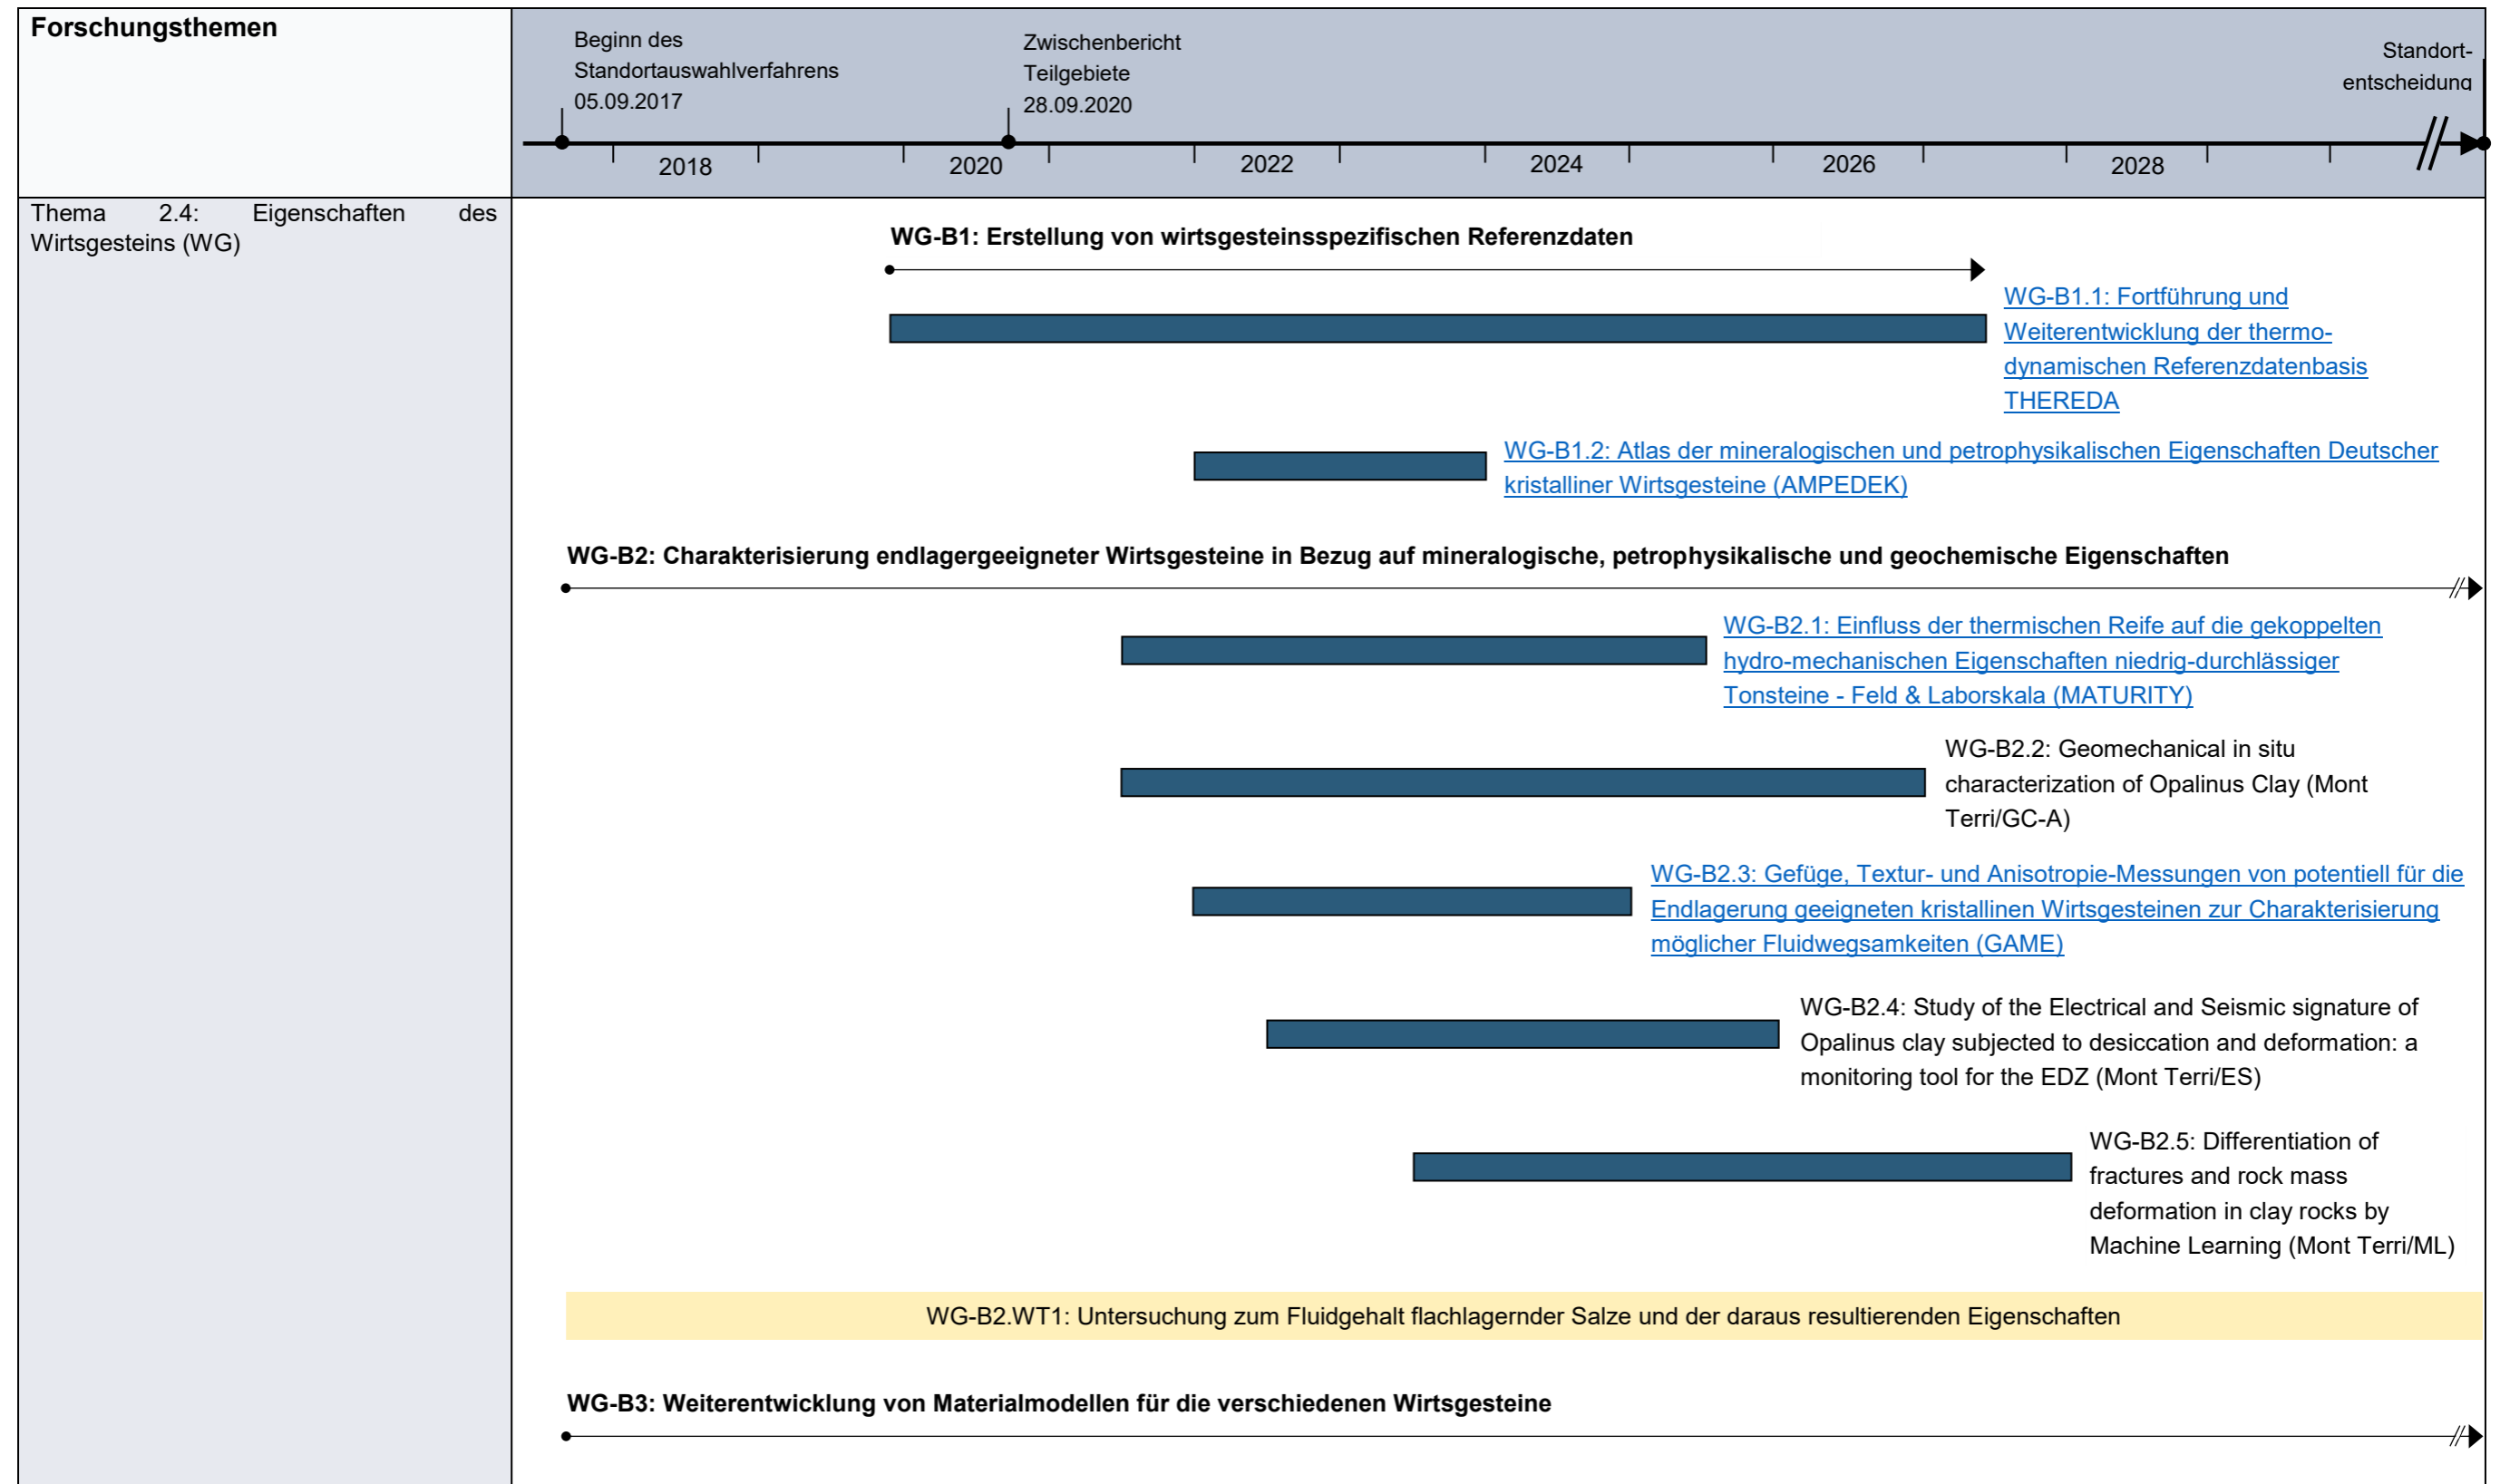 Forschungsthemen
Beginn des
Standortauswahlverfahrens
05.09.2017
Zwischenbericht
Teilgebiete
28.09.2020
Standort-
entscheidung
2018
2020
2022
2024
2026
2028
Thema 2.4: Eigenschaften des
Wirtsgesteins (WG)
WG-B1: Erstellung von wirtsgesteinsspezifischen Referenzdaten
WG-B1.1: Fortführung und
Weiterentwicklung der thermo-
dynamischen Referenzdatenbasis
THEREDA
WG-B1.2: Atlas der mineralogischen und petrophysikalischen Eigenschaften Deutscher
kristalliner Wirtsgesteine (AMPEDEK)
WG-B2: Charakterisierung endlagergeeigneter Wirtsgesteine in Bezug auf mineralogische, petrophysikalische und geochemische Eigenschaften
WG-B2.1: Einfluss der thermischen Reife auf die gekoppelten
hydro-mechanischen Eigenschaften niedrig-durchlässiger
Tonsteine - Feld & Laborskala (MATURITY)
WG-B2.2: Geomechanical in situ
characterization of Opalinus Clay (Mont
Terri/GC-A)
WG-B2.3: Gefüge, Textur- und Anisotropie-Messungen von potentiell für die
Endlagerung geeigneten kristallinen Wirtsgesteinen zur Charakterisierung
möglicher Fluidwegsamkeiten (GAME)
WG-B2.4: Study of the Electrical and Seismic signature of
Opalinus clay subjected to desiccation and deformation: a
monitoring tool for the EDZ (Mont Terri/ES)
WG-B2.5: Differentiation of
fractures and rock mass
deformation in clay rocks by
Machine Learning (Mont Terri/ML)
WG-B2.WT1: Untersuchung zum Fluidgehalt flachlagernder Salze und der daraus resultierenden Eigenschaften
WG-B3: Weiterentwicklung von Materialmodellen für die verschiedenen Wirtsgesteine